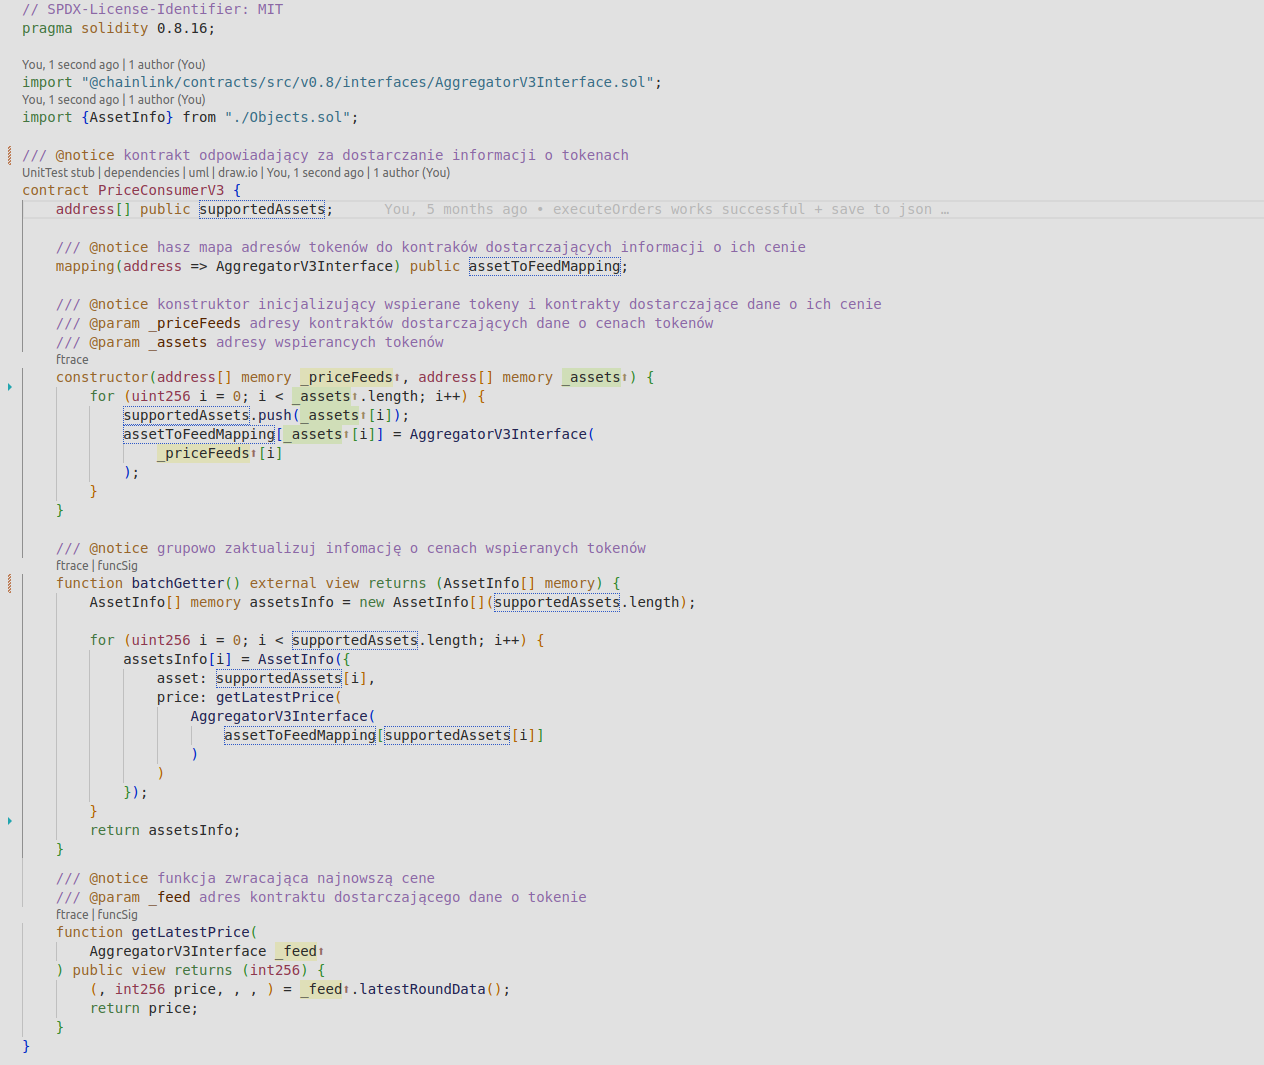 // SPDX-License-Identifier: MIT
pragma solidity 0.8.16;
You, 1 second ago | 1 author (You)
import "@chainlink/contracts/src/v0.8/interfaces/AggregatorV3Interface.sol";
You, 1 second ago | 1 author (You)
import {AssetInfo} from "./Objects.sol";
/// @notice kontrakt odpowiadający za dostarczanie informacji o tokenach
UnitTest stub | dependencies | uml | draw.io | You, 1 second ago | 1 author (You)
contract PriceConsumerV3 {
address[] public supportedAssets; You, 5 months ago • executeOrders works successful + save to json …
/// @notice hasz mapa adresów tokenów do kontraków dostarczających informacji o ich cenie
mapping(address => AggregatorV3Interface) public assetToFeedMapping;
/// @notice konstruktor inicjalizujący wspierane tokeny i kontrakty dostarczające dane o ich cenie
/// @param _priceFeeds adresy kontraktów dostarczających dane o cenach tokenów
/// @param _assets adresy wspierancych tokenów
ftrace
constructor(address[] memory _priceFeeds⬆, address[] memory _assets⬆) {
for (uint256 i = 0; i < _assets⬆.length; i++) {
supportedAssets.push(_assets⬆[i]);
assetToFeedMapping[_assets⬆[i]] = AggregatorV3Interface(
_priceFeeds⬆[i]
);
}
}
/// @notice grupowo zaktualizuj infomację o cenach wspieranych tokenów
ftrace | funcSig
function batchGetter() external view returns (AssetInfo[] memory) {
AssetInfo[] memory assetsInfo = new AssetInfo[](supportedAssets.length);
for (uint256 i = 0; i < supportedAssets.length; i++) {
assetsInfo[i] = AssetInfo({
asset: supportedAssets[i],
price: getLatestPrice(
AggregatorV3Interface(
assetToFeedMapping[supportedAssets[i]]
)
)
});
}
return assetsInfo;
}
/// @notice funkcja zwracająca najnowszą cene
/// @param _feed adres kontraktu dostarczającego dane o tokenie
ftrace | funcSig
function getLatestPrice(
AggregatorV3Interface _feed⬆
) public view returns (int256) {
(, int256 price, , , ) = _feed⬆.latestRoundData();
return price;
}
}